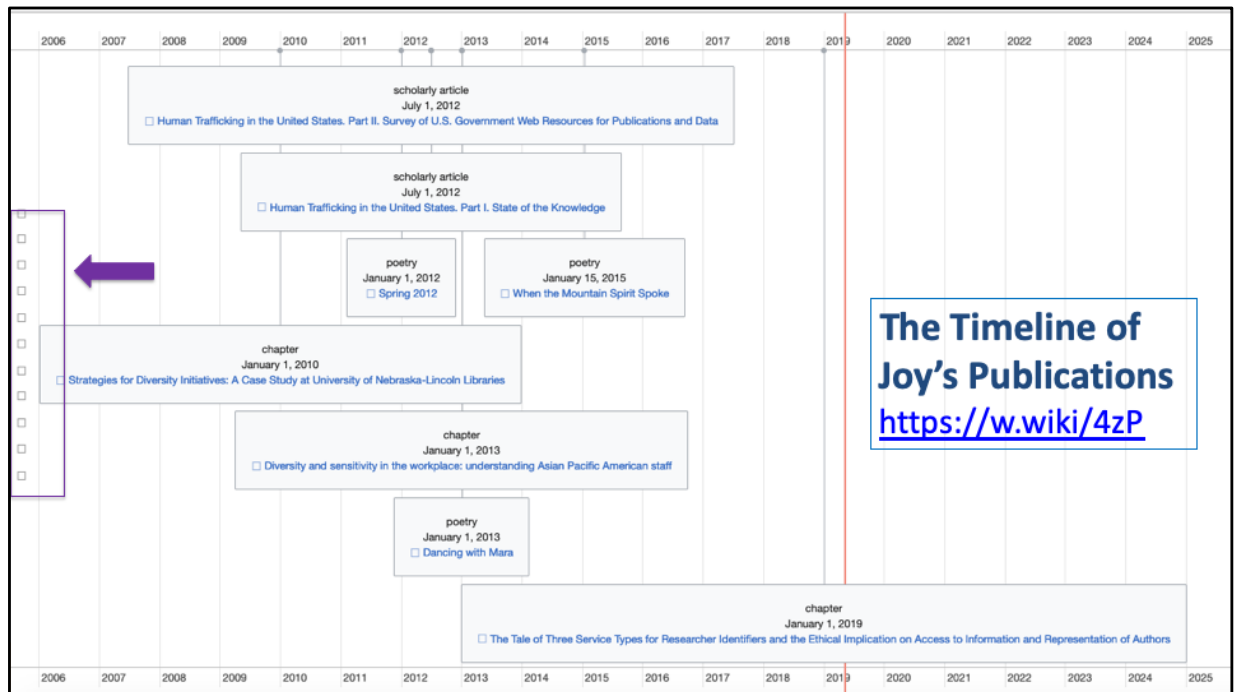 2006 2007 2008 2009 2010 2011 2012 2013 2014 2015 2016 2017 2018 2019 2020 2021 2022 2023 2024 2025
scholarly article
July 1, 2012
Human Trafficking in the United States. Part II. Survey of U.S. Government Web Resources for Publications and Data
scholarly article
July 1, 2012
Human Trafficking in the United States. Part I. State of the Knowledge
poetry
January 1, 2012
Spring 2012
poetry
January 15, 2015
When the Mountain Spirit Spoke
chapter
January 1, 2010
Strategies for Diversity Initiatives: A Case Study at University of Nebraska-Lincoln Libraries
The Timeline of
Joy's Publications
https://w.wiki/4zP
chapter
January 1, 2013
Diversity and sensitivity in the workplace: understanding Asian Pacific American staff
poetry
January 1, 2013
Dancing with Mara
chapter
January 1, 2019
The Tale of Three Service Types for Researcher Identifiers and the Ethical Implication on Access to Information and Representation of Authors
2006 2007 2008 2009 2010 2011 2012 2013 2014 2015 2016 2017 2018 2019 2020 2021 2022 2023 2024 2025